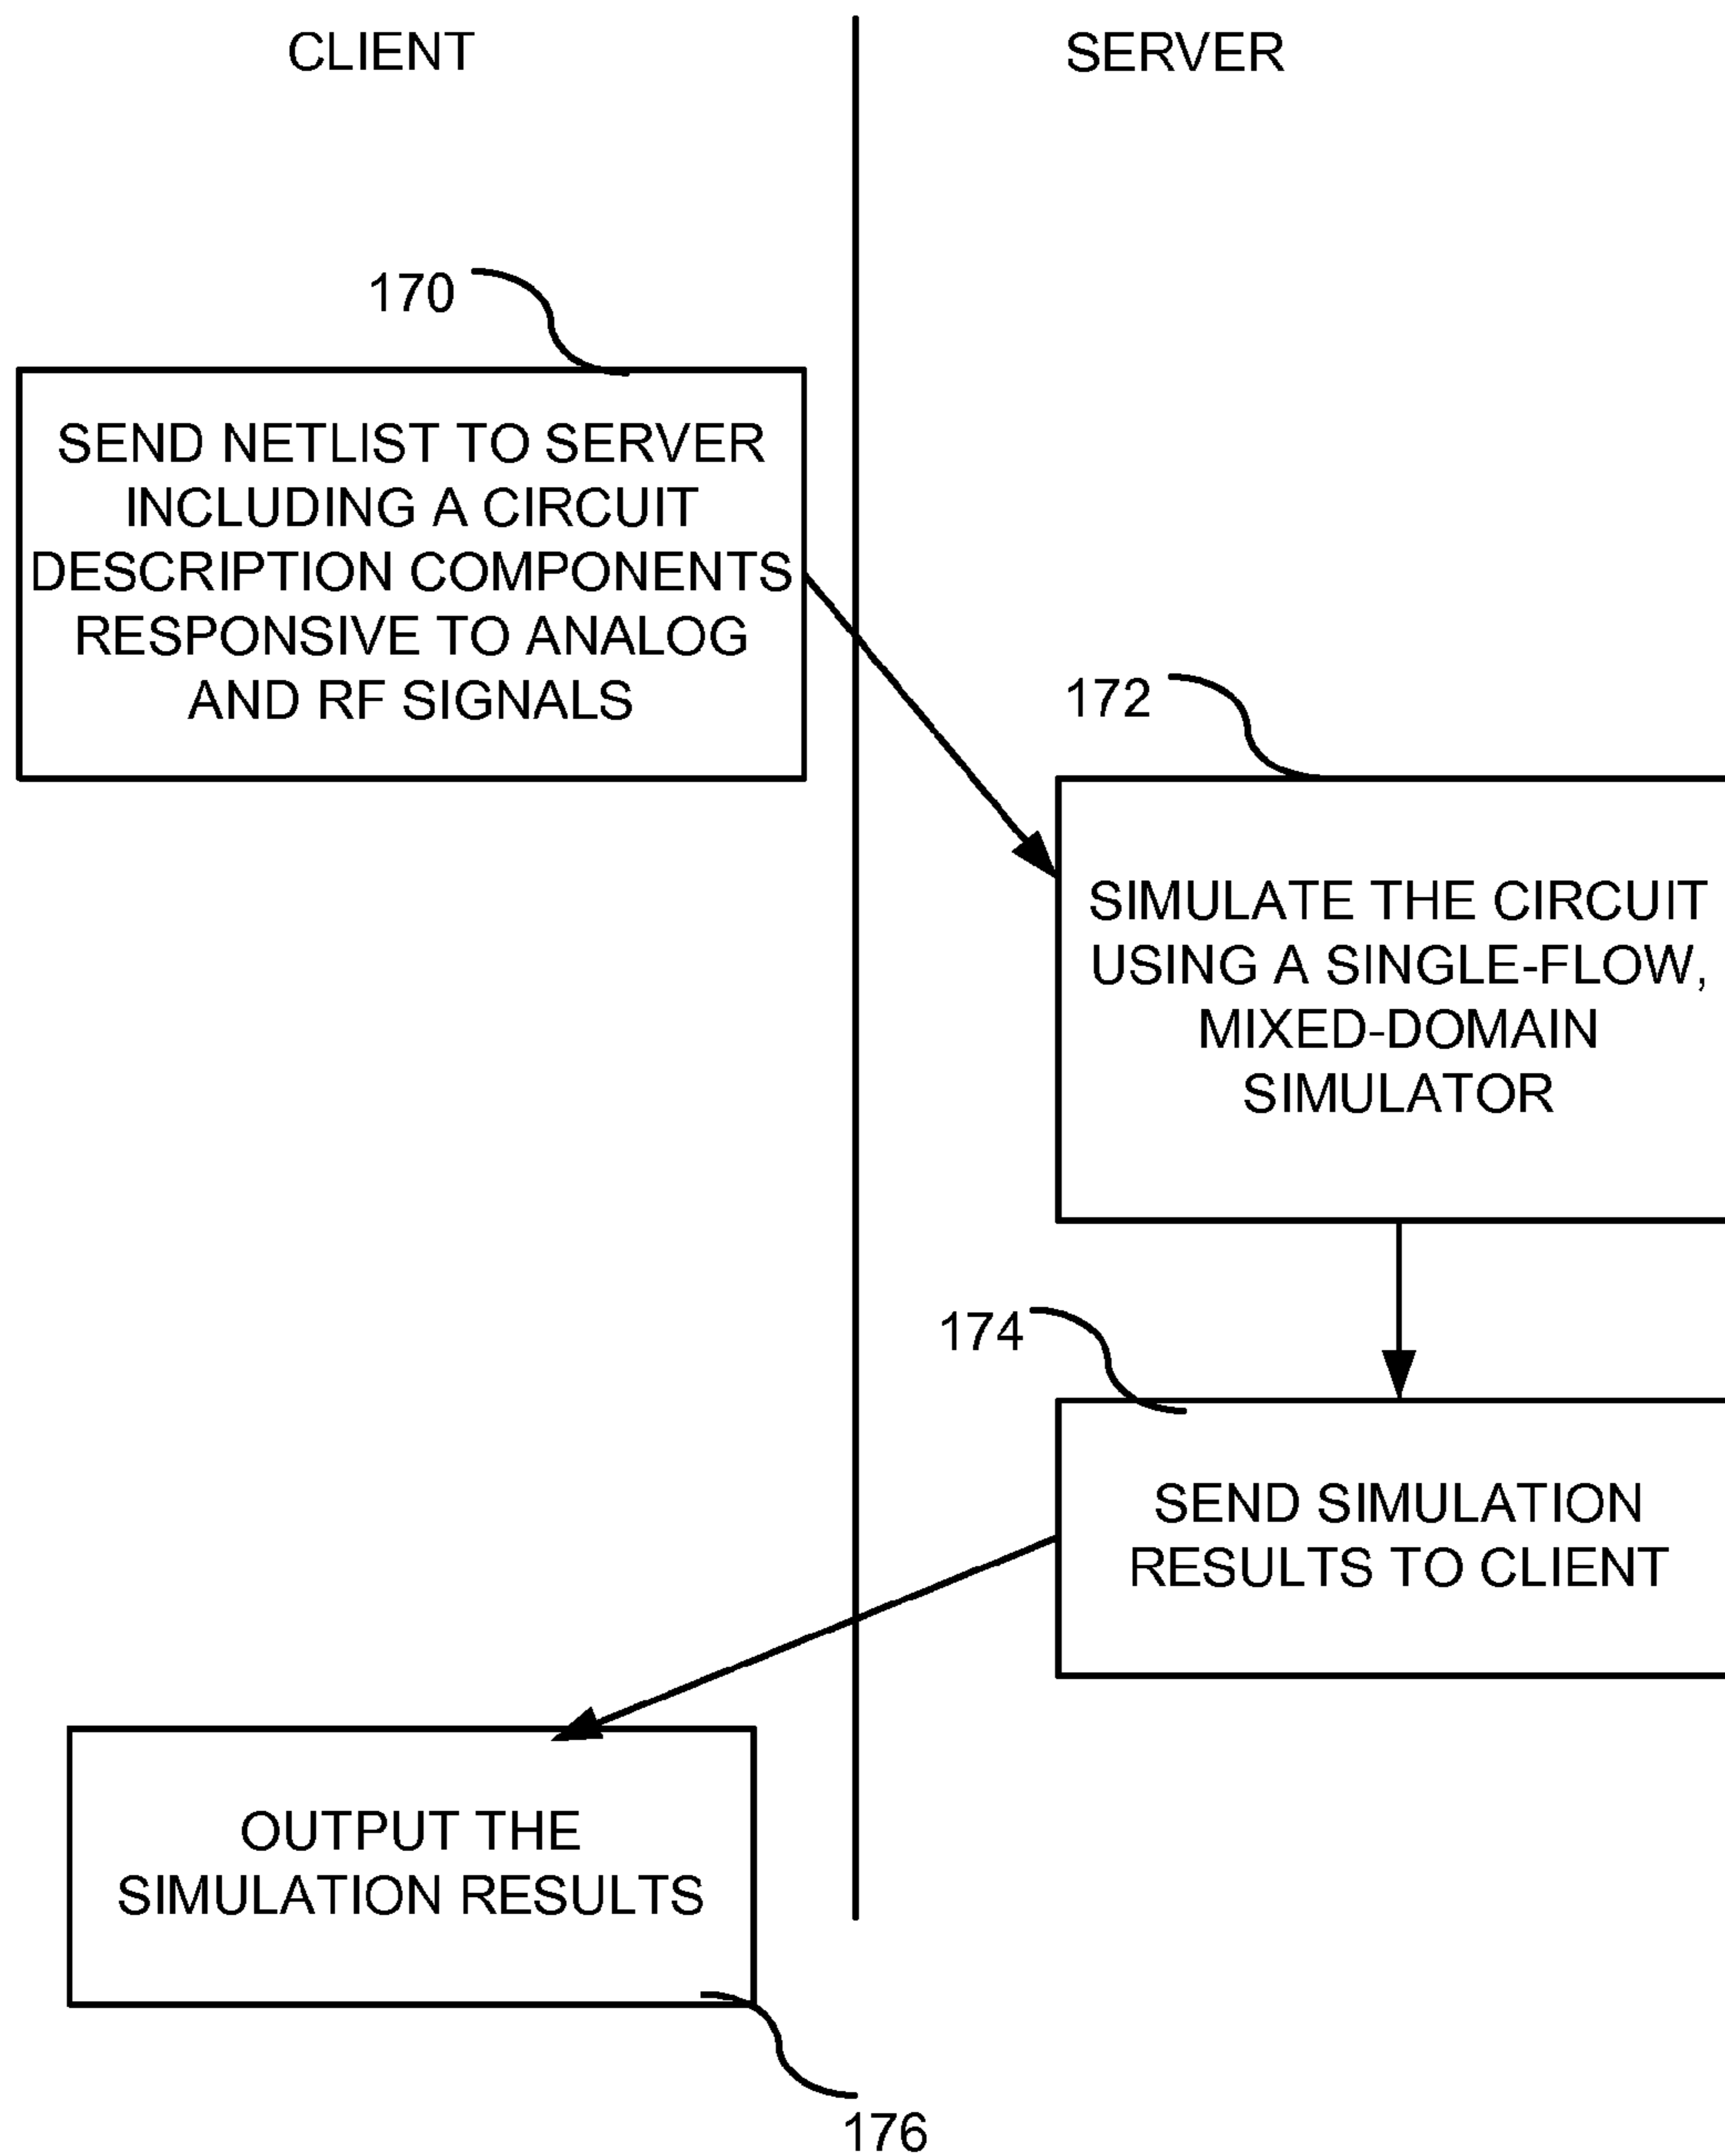 CLIENT
SERVER
170
SEND NETLIST TO SERVER
INCLUDING A CIRCUIT
DESCRIPTION COMPONENTS
RESPONSIVE TO ANALOG
AND RF SIGNALS
172
SIMULATE THE CIRCUIT
USING A SINGLE-FLOW,
MIXED-DOMAIN
SIMULATOR
174
SEND SIMULATION
RESULTS TO CLIENT
OUTPUT THE
SIMULATION RESULTS
176